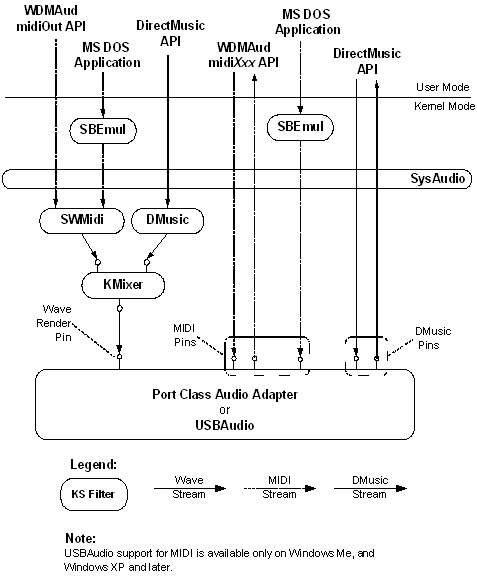 WDMAud
midiOut API
MS DOS
Application
DirectMusic
API
WDMAud
midiXxx API
MS DOS
Application
DirectMusic
API
User Mode
Kernel Mode
SBEmul
SBEmul
SysAudio
SWMidi
DMusic
KMixer
Wave
Render
Pin
MIDI
Pins
DMusic
Pins
Port Class Audio Adapter
or
USBAudio
Legend:
KS Filter
Wave
Stream
MIDI
Stream
DMusic
Stream
Note:
USBAudio support for MIDI is available only on Windows Me, and
Windows XP and later.